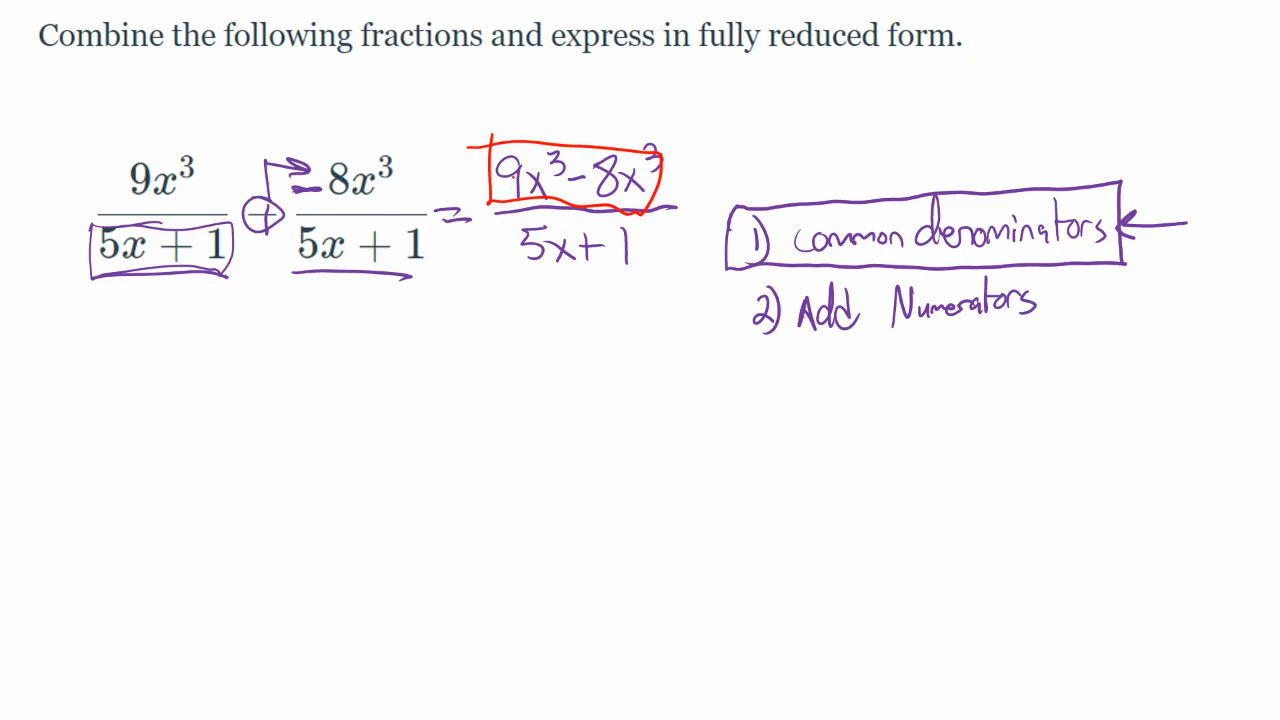 Combine the following fractions and express in fully reduced form.
9x³/(5x + 1) + -8x³/(5x + 1) = (9x³ - 8x³)/(5x + 1)
1) Common denominators
2) Add Numerators